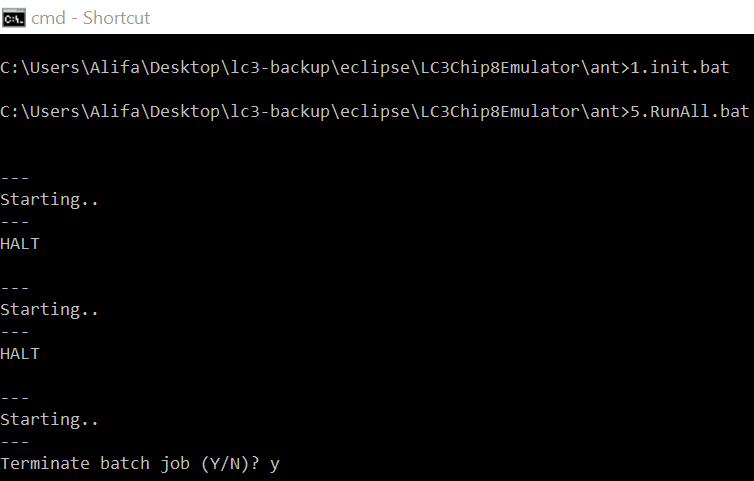 cmd - Shortcut
C:\Users\Alifa\Desktop\lc3-backup\eclipse\LC3Chip8Emulator\ant>1.init.bat
C:\Users\Alifa\Desktop\lc3-backup\eclipse\LC3Chip8Emulator\ant>5.RunAll.bat
---
Starting..
---
HALT
---
Starting..
---
HALT
---
Starting..
---
Terminate batch job (Y/N)? y